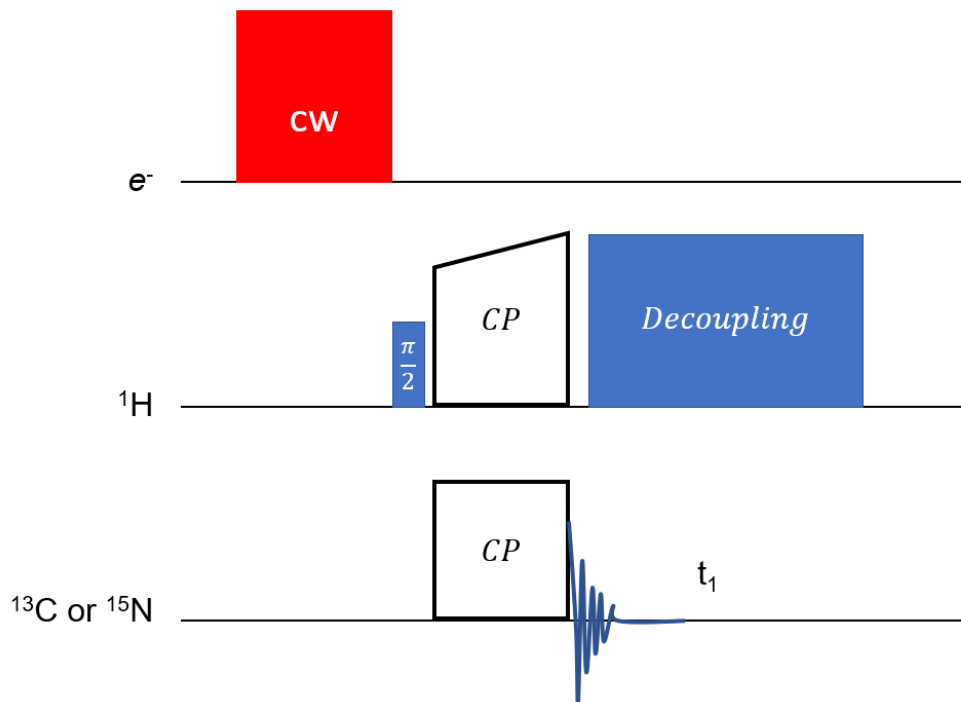 CW
e-
π/2
CP
Decoupling
¹H
CP
t₁
¹³C or ¹⁵N